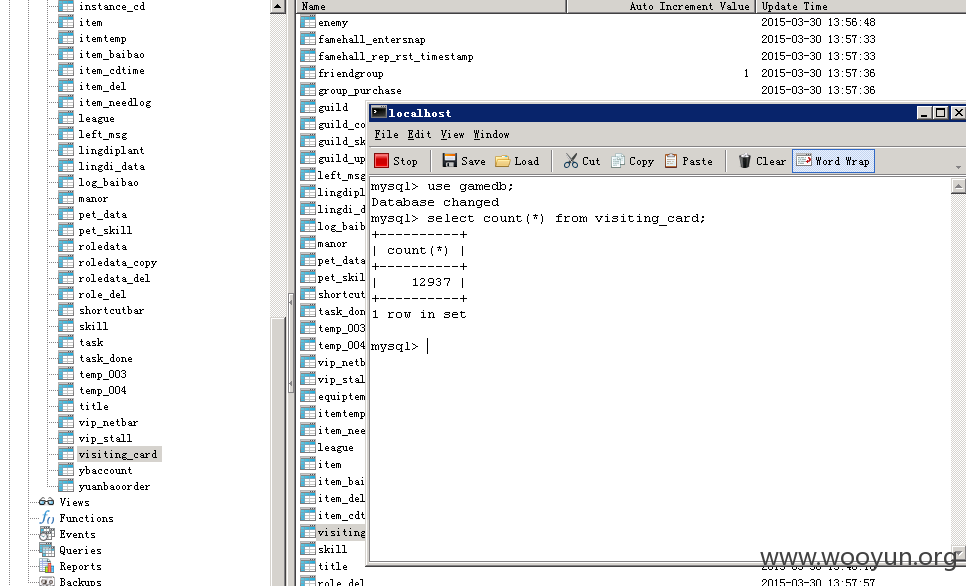 instance_cd
item
itemtemp
item_baibao
item_cdtime
item_del
item_needlog
league
left_msg
lingdiplant
lingdi_data
log_baibao
manor
pet_data
pet_skill
roledata
roledata_copy
roledata_del
role_del
shortcutbar
skill
task
task_done
temp_003
temp_004
title
vip_netbar
vip_stall
visiting_card
ybaccount
yuanbaoorder
Views
Functions
Events
Queries
Reports
Backups
Name Auto Increment Value Update Time
enemy 2015-03-30 13:56:48
famehall_entersnap 2015-03-30 13:57:33
famehall_rep_rst_timestamp 2015-03-30 13:57:33
friendgroup 1 2015-03-30 13:57:36
group_purchase 2015-03-30 13:57:36
guild
guild_co
guild_sk
guild_up
left_msg
lingdipl
lingdi_d
log_baib
manor
pet_data
pet_skil
shortcut
task_don
temp_003
temp_004
vip_netb
vip_stal
equiptem
itemtemp
item_nee
league
item
item_bai
item_del
item_cdt
visiting
skill
title
role_del 2015-03-30 13:57:57
localhost
File Edit View Window
Stop Save Load Cut Copy Paste Clear Word Wrap
mysql> use gamedb;
Database changed
mysql> select count(*) from visiting_card;
+----------+
| count(*) |
+----------+
| 12937 |
+----------+
1 row in set
mysql>
www.wooyun.org